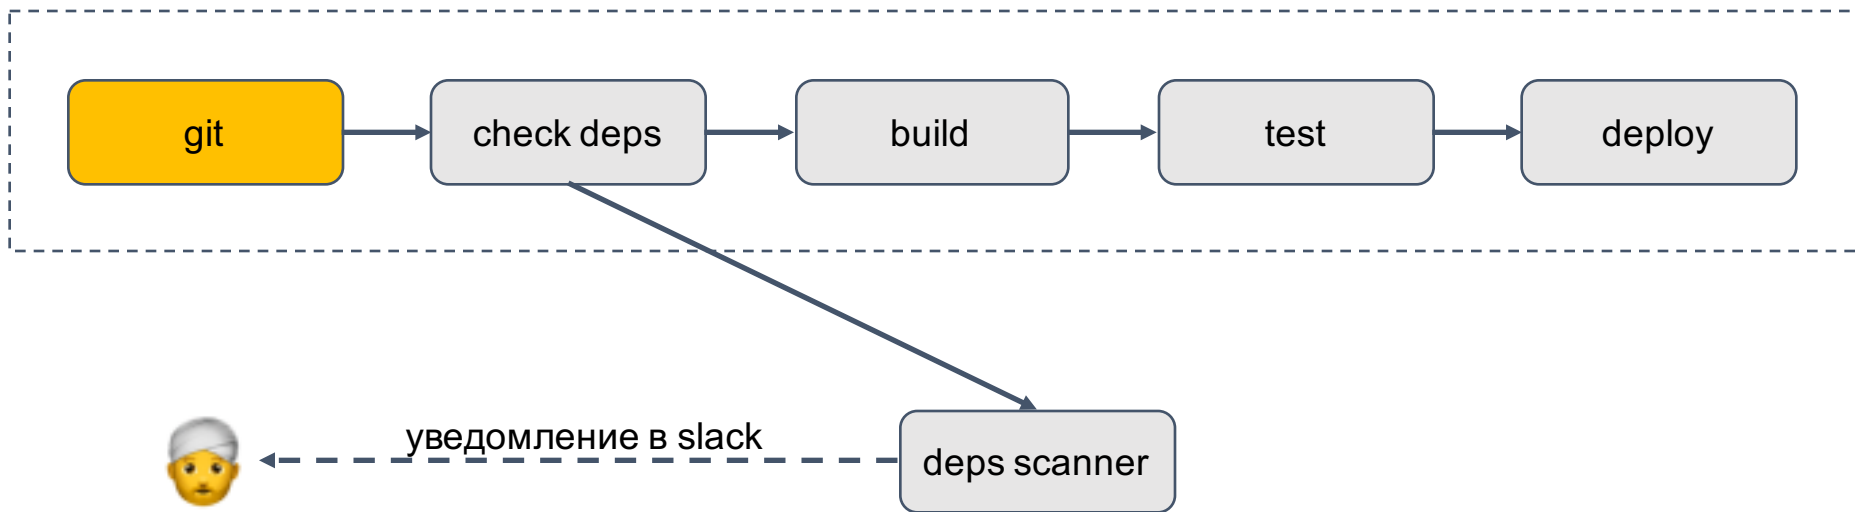 git
check deps
build
test
deploy
уведомление в slack
deps scanner